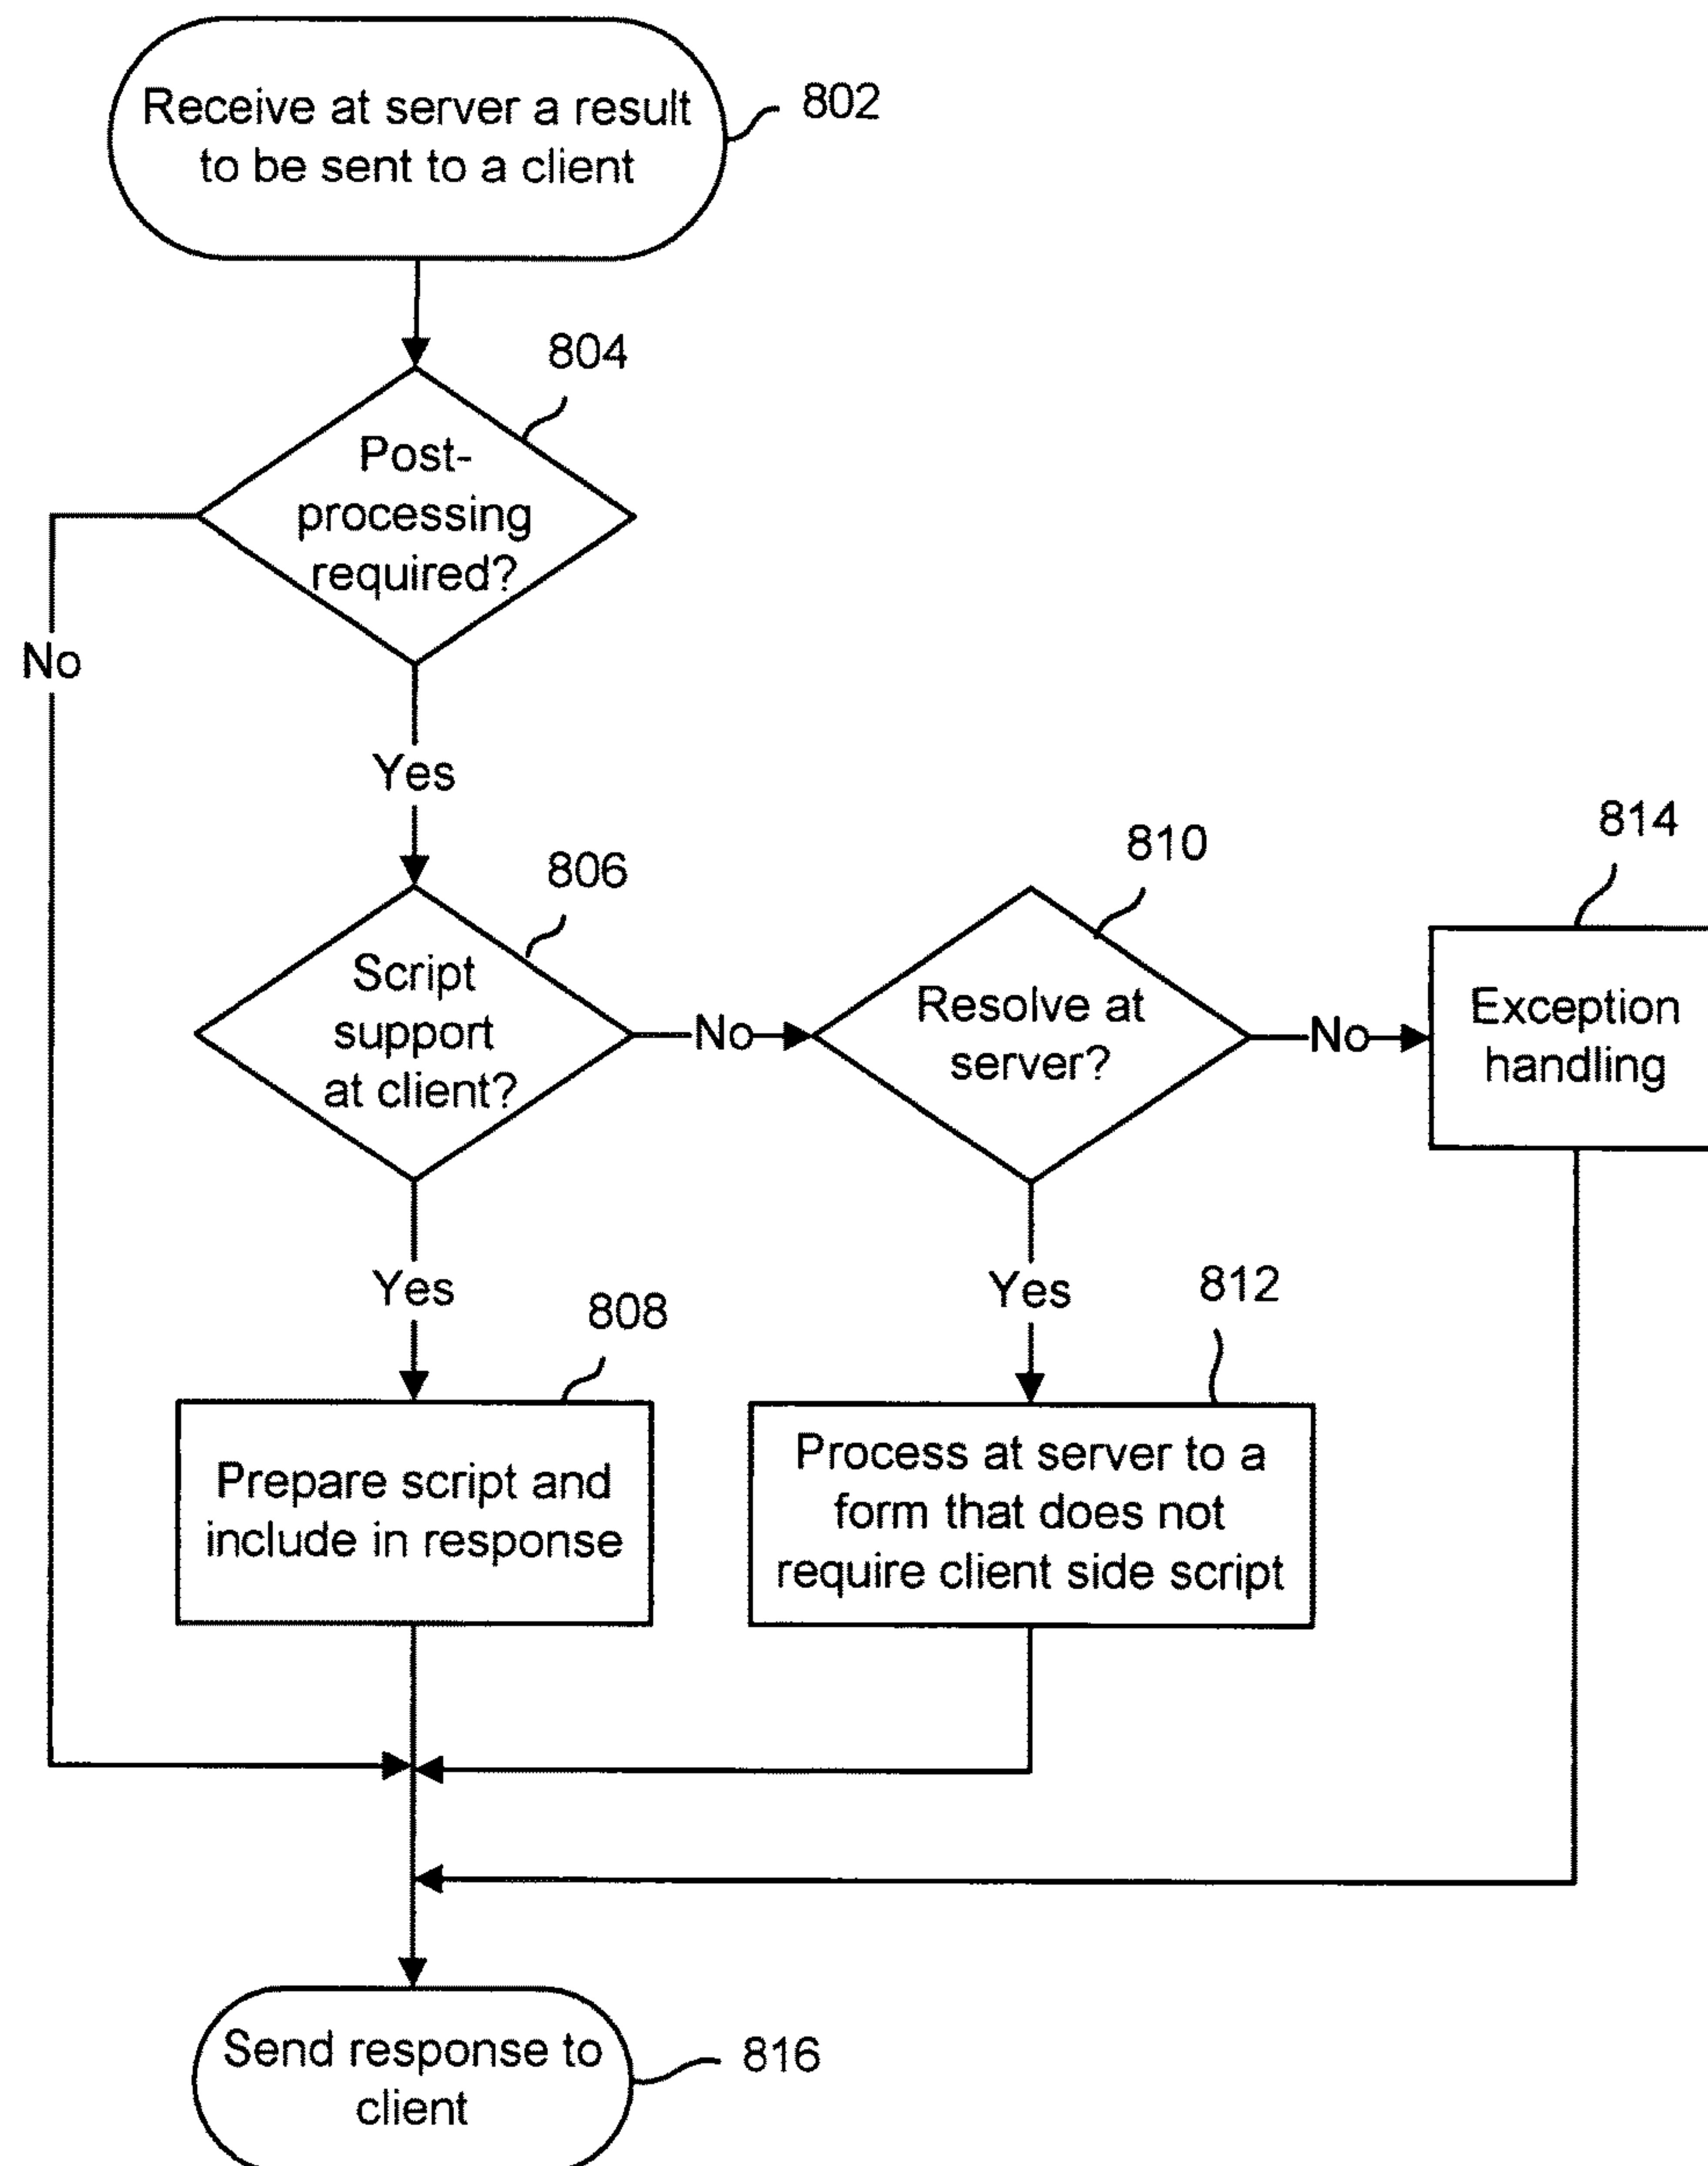 Receive at server a result
to be sent to a client
802
804
Post-
processing
required?
No
Yes
806
810
814
Script
support
at client?
No
Resolve at
server?
No
Exception
handling
Yes
808
Yes
812
Prepare script and
include in response
Process at server to a
form that does not
require client side script
Send response to
client
816